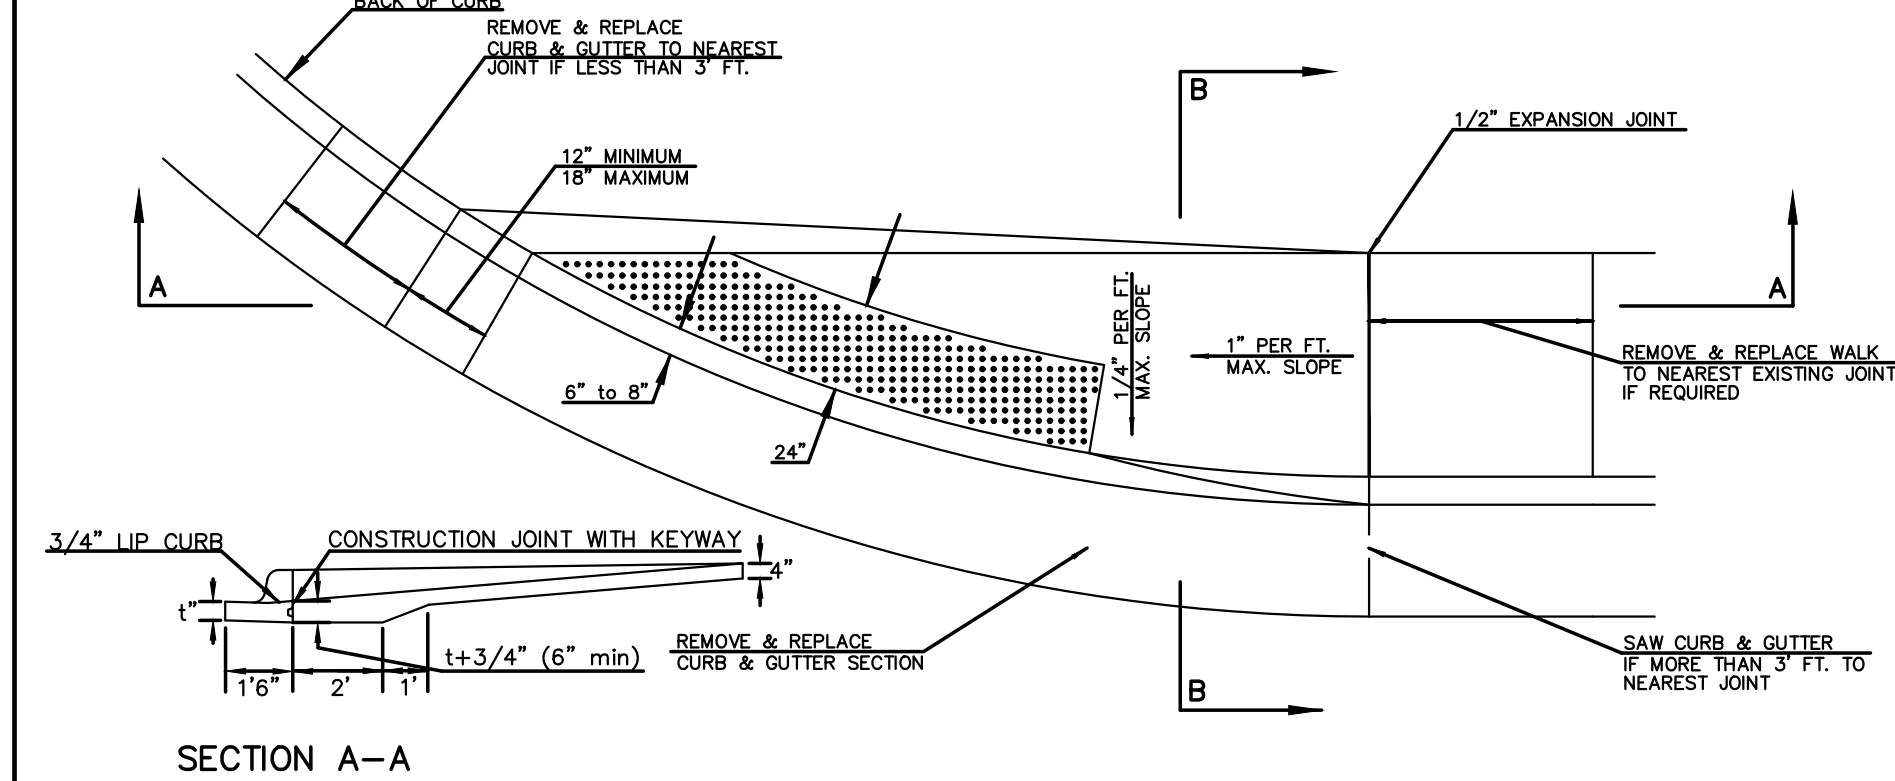 BACK OF CURB
REMOVE & REPLACE
CURB & GUTTER TO NEAREST
JOINT IF LESS THAN 3' FT.
12" MINIMUM
18" MAXIMUM
B
1/2" EXPANSION JOINT
A
A
1/4" PER FT.
MAX. SLOPE
1" PER FT.
MAX. SLOPE
REMOVE & REPLACE WALK
TO NEAREST EXISTING JOINT
IF REQUIRED
6" to 8"
24"
3/4" LIP CURB
CONSTRUCTION JOINT WITH KEYWAY
4"
t"
t+3/4" (6" min)
1'6"
2'
1'
REMOVE & REPLACE
CURB & GUTTER SECTION
B
SAW CURB & GUTTER
IF MORE THAN 3' FT. TO
NEAREST JOINT
SECTION A-A